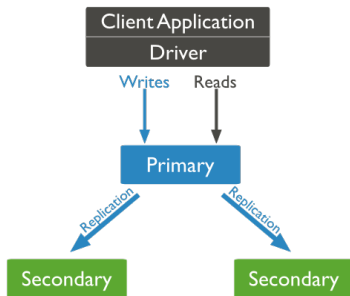 Client Application
Driver
Writes Reads
Primary
Replication Replication
Secondary Secondary